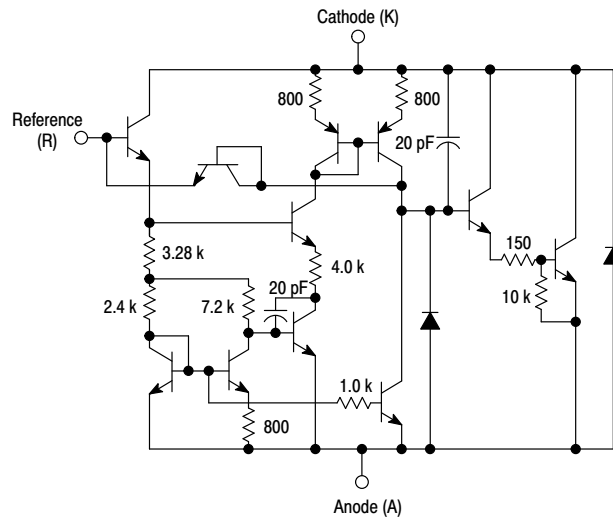 Cathode (K)
800
800
Reference
(R)
20 pF
3.28 k
4.0 k
150
2.4 k
7.2 k
20 pF
10 k
1.0 k
800
Anode (A)